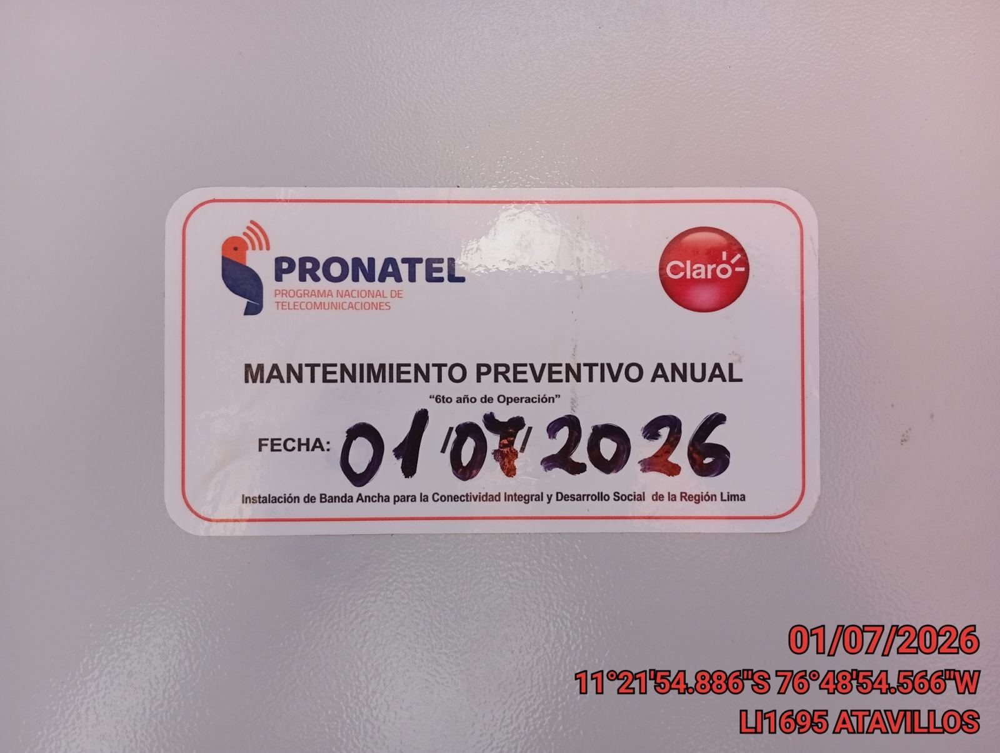 PRONATEL
PROGRAMA NACIONAL DE
TELECOMUNICACIONES
Claro
MANTENIMIENTO PREVENTIVO ANUAL
“6to año de Operación”
FECHA: 01/07/2026
Instalación de Banda Ancha para la Conectividad Integral y Desarrollo Social de la Región Lima
01/07/2026
11°21'54.886"S 76°48'54.566"W
LI1695 ATAVILLOS